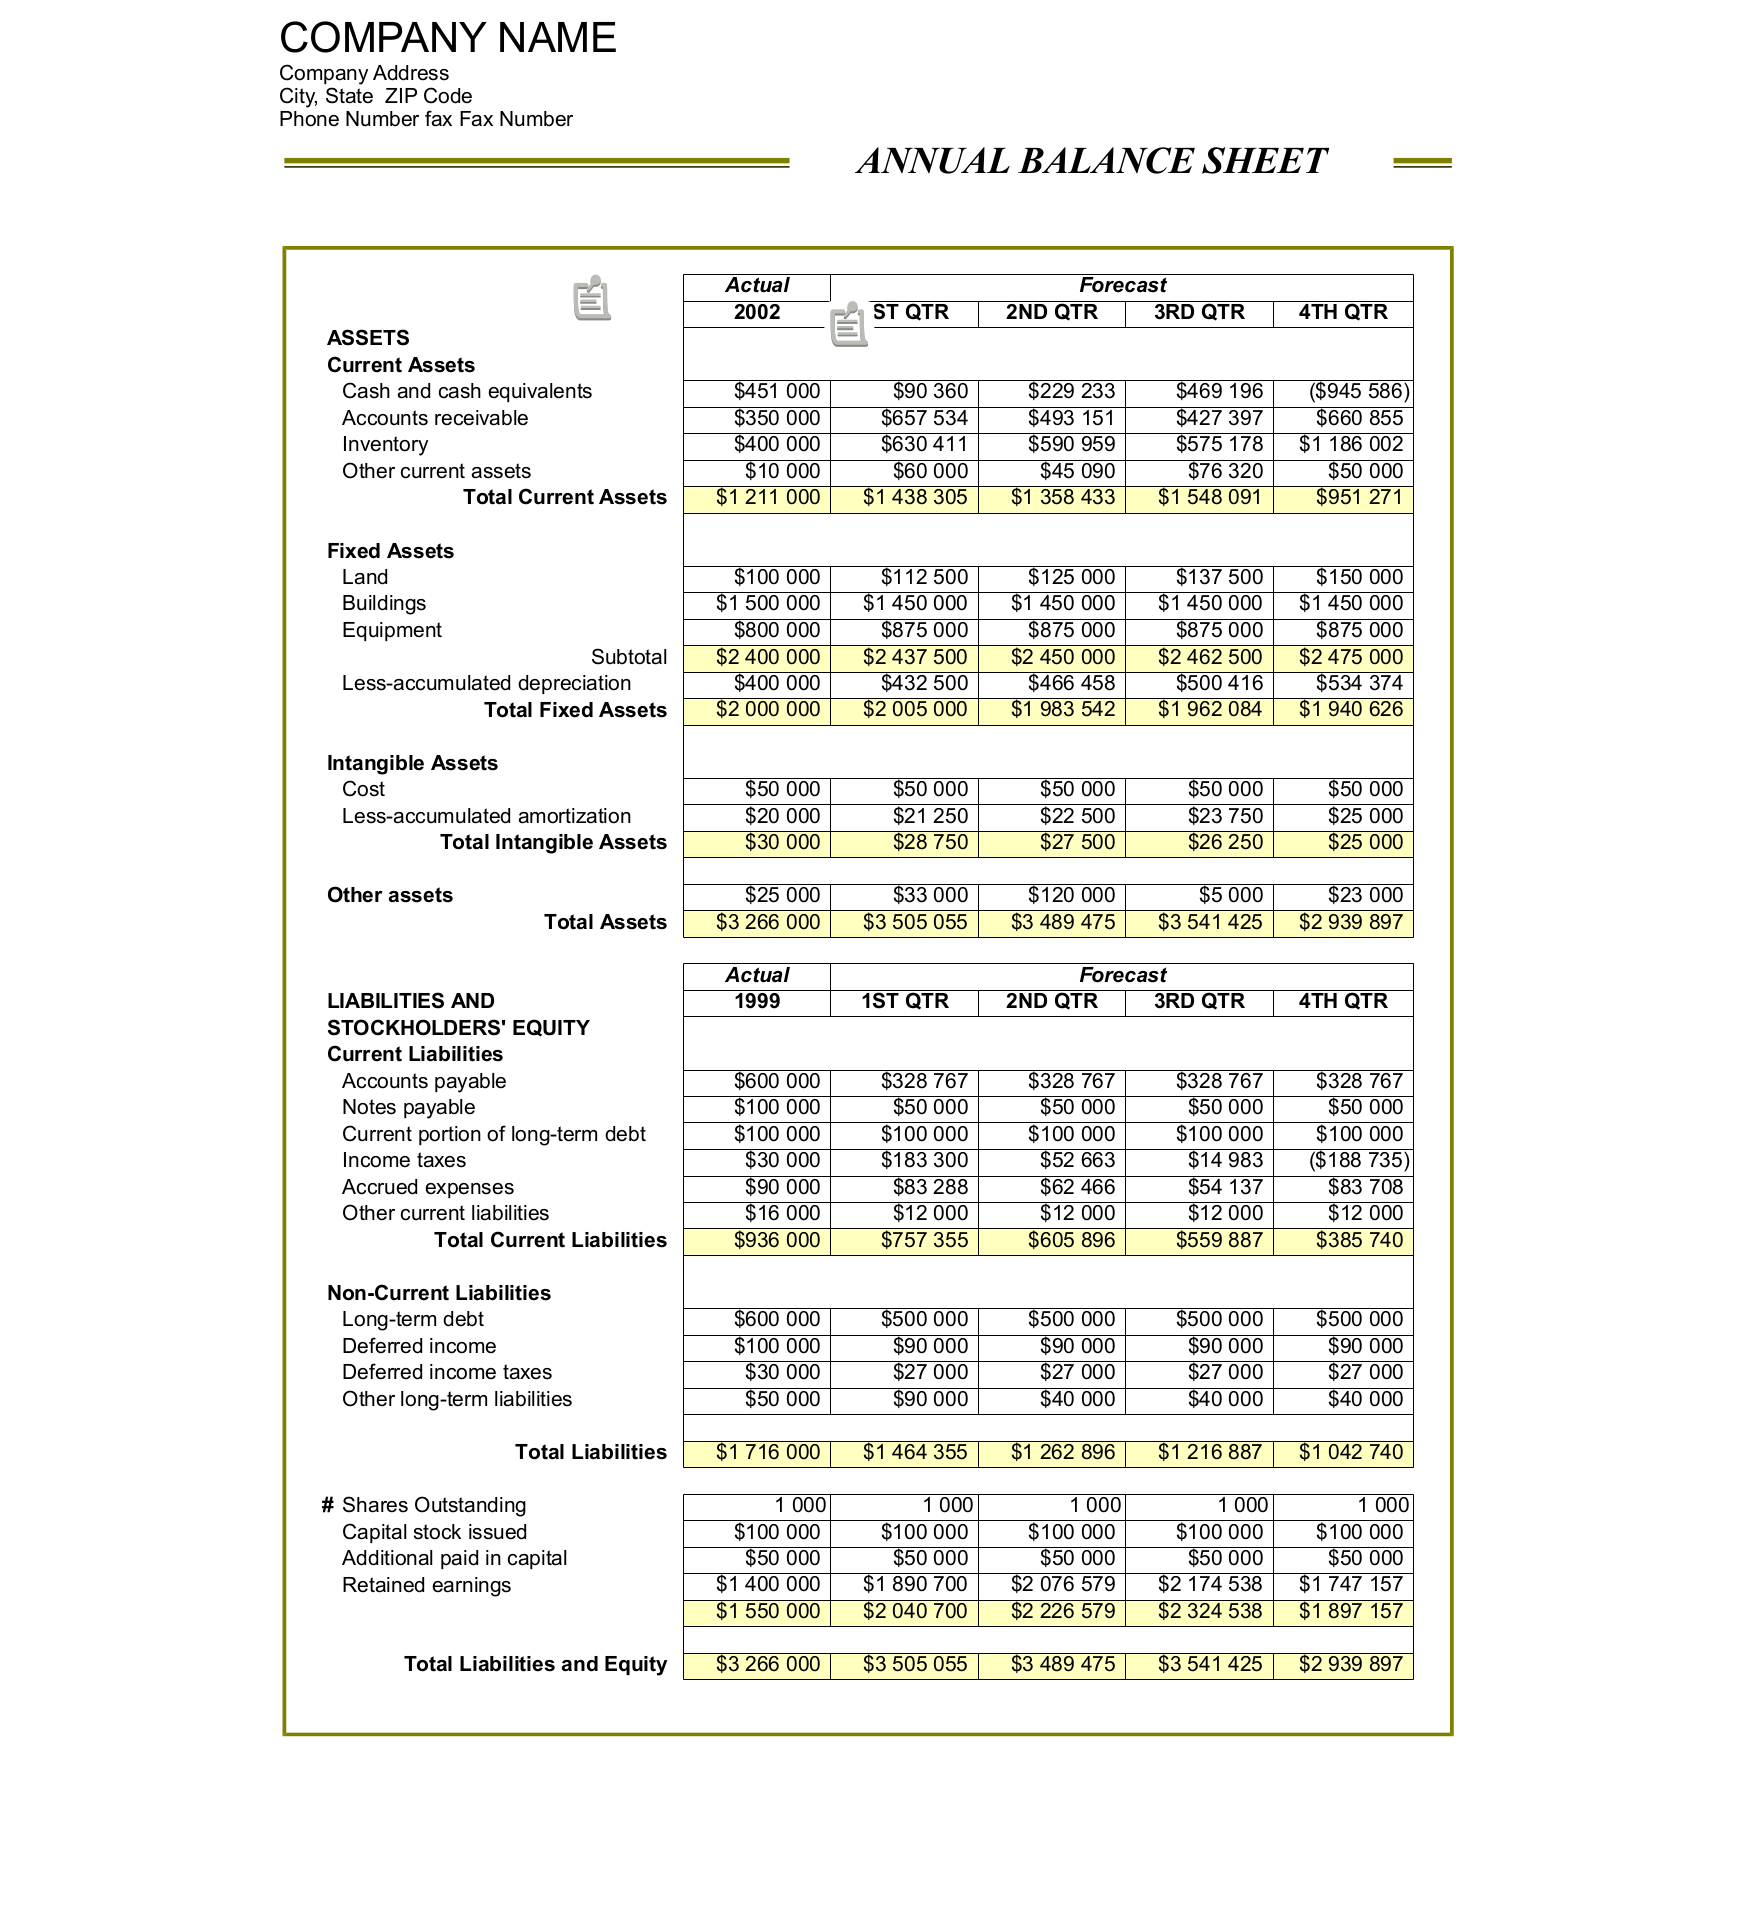 COMPANY NAME
Company Address
City, State  ZIP Code
Phone Number fax Fax Number
ANNUAL BALANCE SHEET
Actual Forecast
2002 ST QTR 2ND QTR 3RD QTR 4TH QTR
ASSETS
Current Assets
Cash and cash equivalents $451 000 $90 360 $229 233 $469 196 ($945 586)
Accounts receivable $350 000 $657 534 $493 151 $427 397 $660 855
Inventory $400 000 $630 411 $590 959 $575 178 $1 186 002
Other current assets $10 000 $60 000 $45 090 $76 320 $50 000
Total Current Assets $1 211 000 $1 438 305 $1 358 433 $1 548 091 $951 271
Fixed Assets
Land $100 000 $112 500 $125 000 $137 500 $150 000
Buildings $1 500 000 $1 450 000 $1 450 000 $1 450 000 $1 450 000
Equipment $800 000 $875 000 $875 000 $875 000 $875 000
Subtotal $2 400 000 $2 437 500 $2 450 000 $2 462 500 $2 475 000
Less-accumulated depreciation $400 000 $432 500 $466 458 $500 416 $534 374
Total Fixed Assets $2 000 000 $2 005 000 $1 983 542 $1 962 084 $1 940 626
Intangible Assets
Cost $50 000 $50 000 $50 000 $50 000 $50 000
Less-accumulated amortization $20 000 $21 250 $22 500 $23 750 $25 000
Total Intangible Assets $30 000 $28 750 $27 500 $26 250 $25 000
Other assets $25 000 $33 000 $120 000 $5 000 $23 000
Total Assets $3 266 000 $3 505 055 $3 489 475 $3 541 425 $2 939 897
Actual Forecast
LIABILITIES AND 1999 1ST QTR 2ND QTR 3RD QTR 4TH QTR
STOCKHOLDERS' EQUITY
Current Liabilities
Accounts payable $600 000 $328 767 $328 767 $328 767 $328 767
Notes payable $100 000 $50 000 $50 000 $50 000 $50 000
Current portion of long-term debt $100 000 $100 000 $100 000 $100 000 $100 000
Income taxes $30 000 $183 300 $52 663 $14 983 ($188 735)
Accrued expenses $90 000 $83 288 $62 466 $54 137 $83 708
Other current liabilities $16 000 $12 000 $12 000 $12 000 $12 000
Total Current Liabilities $936 000 $757 355 $605 896 $559 887 $385 740
Non-Current Liabilities
Long-term debt $600 000 $500 000 $500 000 $500 000 $500 000
Deferred income $100 000 $90 000 $90 000 $90 000 $90 000
Deferred income taxes $30 000 $27 000 $27 000 $27 000 $27 000
Other long-term liabilities $50 000 $90 000 $40 000 $40 000 $40 000
Total Liabilities $1 716 000 $1 464 355 $1 262 896 $1 216 887 $1 042 740
# Shares Outstanding 1 000 1 000 1 000 1 000 1 000
Capital stock issued $100 000 $100 000 $100 000 $100 000 $100 000
Additional paid in capital $50 000 $50 000 $50 000 $50 000 $50 000
Retained earnings $1 400 000 $1 890 700 $2 076 579 $2 174 538 $1 747 157
$1 550 000 $2 040 700 $2 226 579 $2 324 538 $1 897 157
Total Liabilities and Equity $3 266 000 $3 505 055 $3 489 475 $3 541 425 $2 939 897